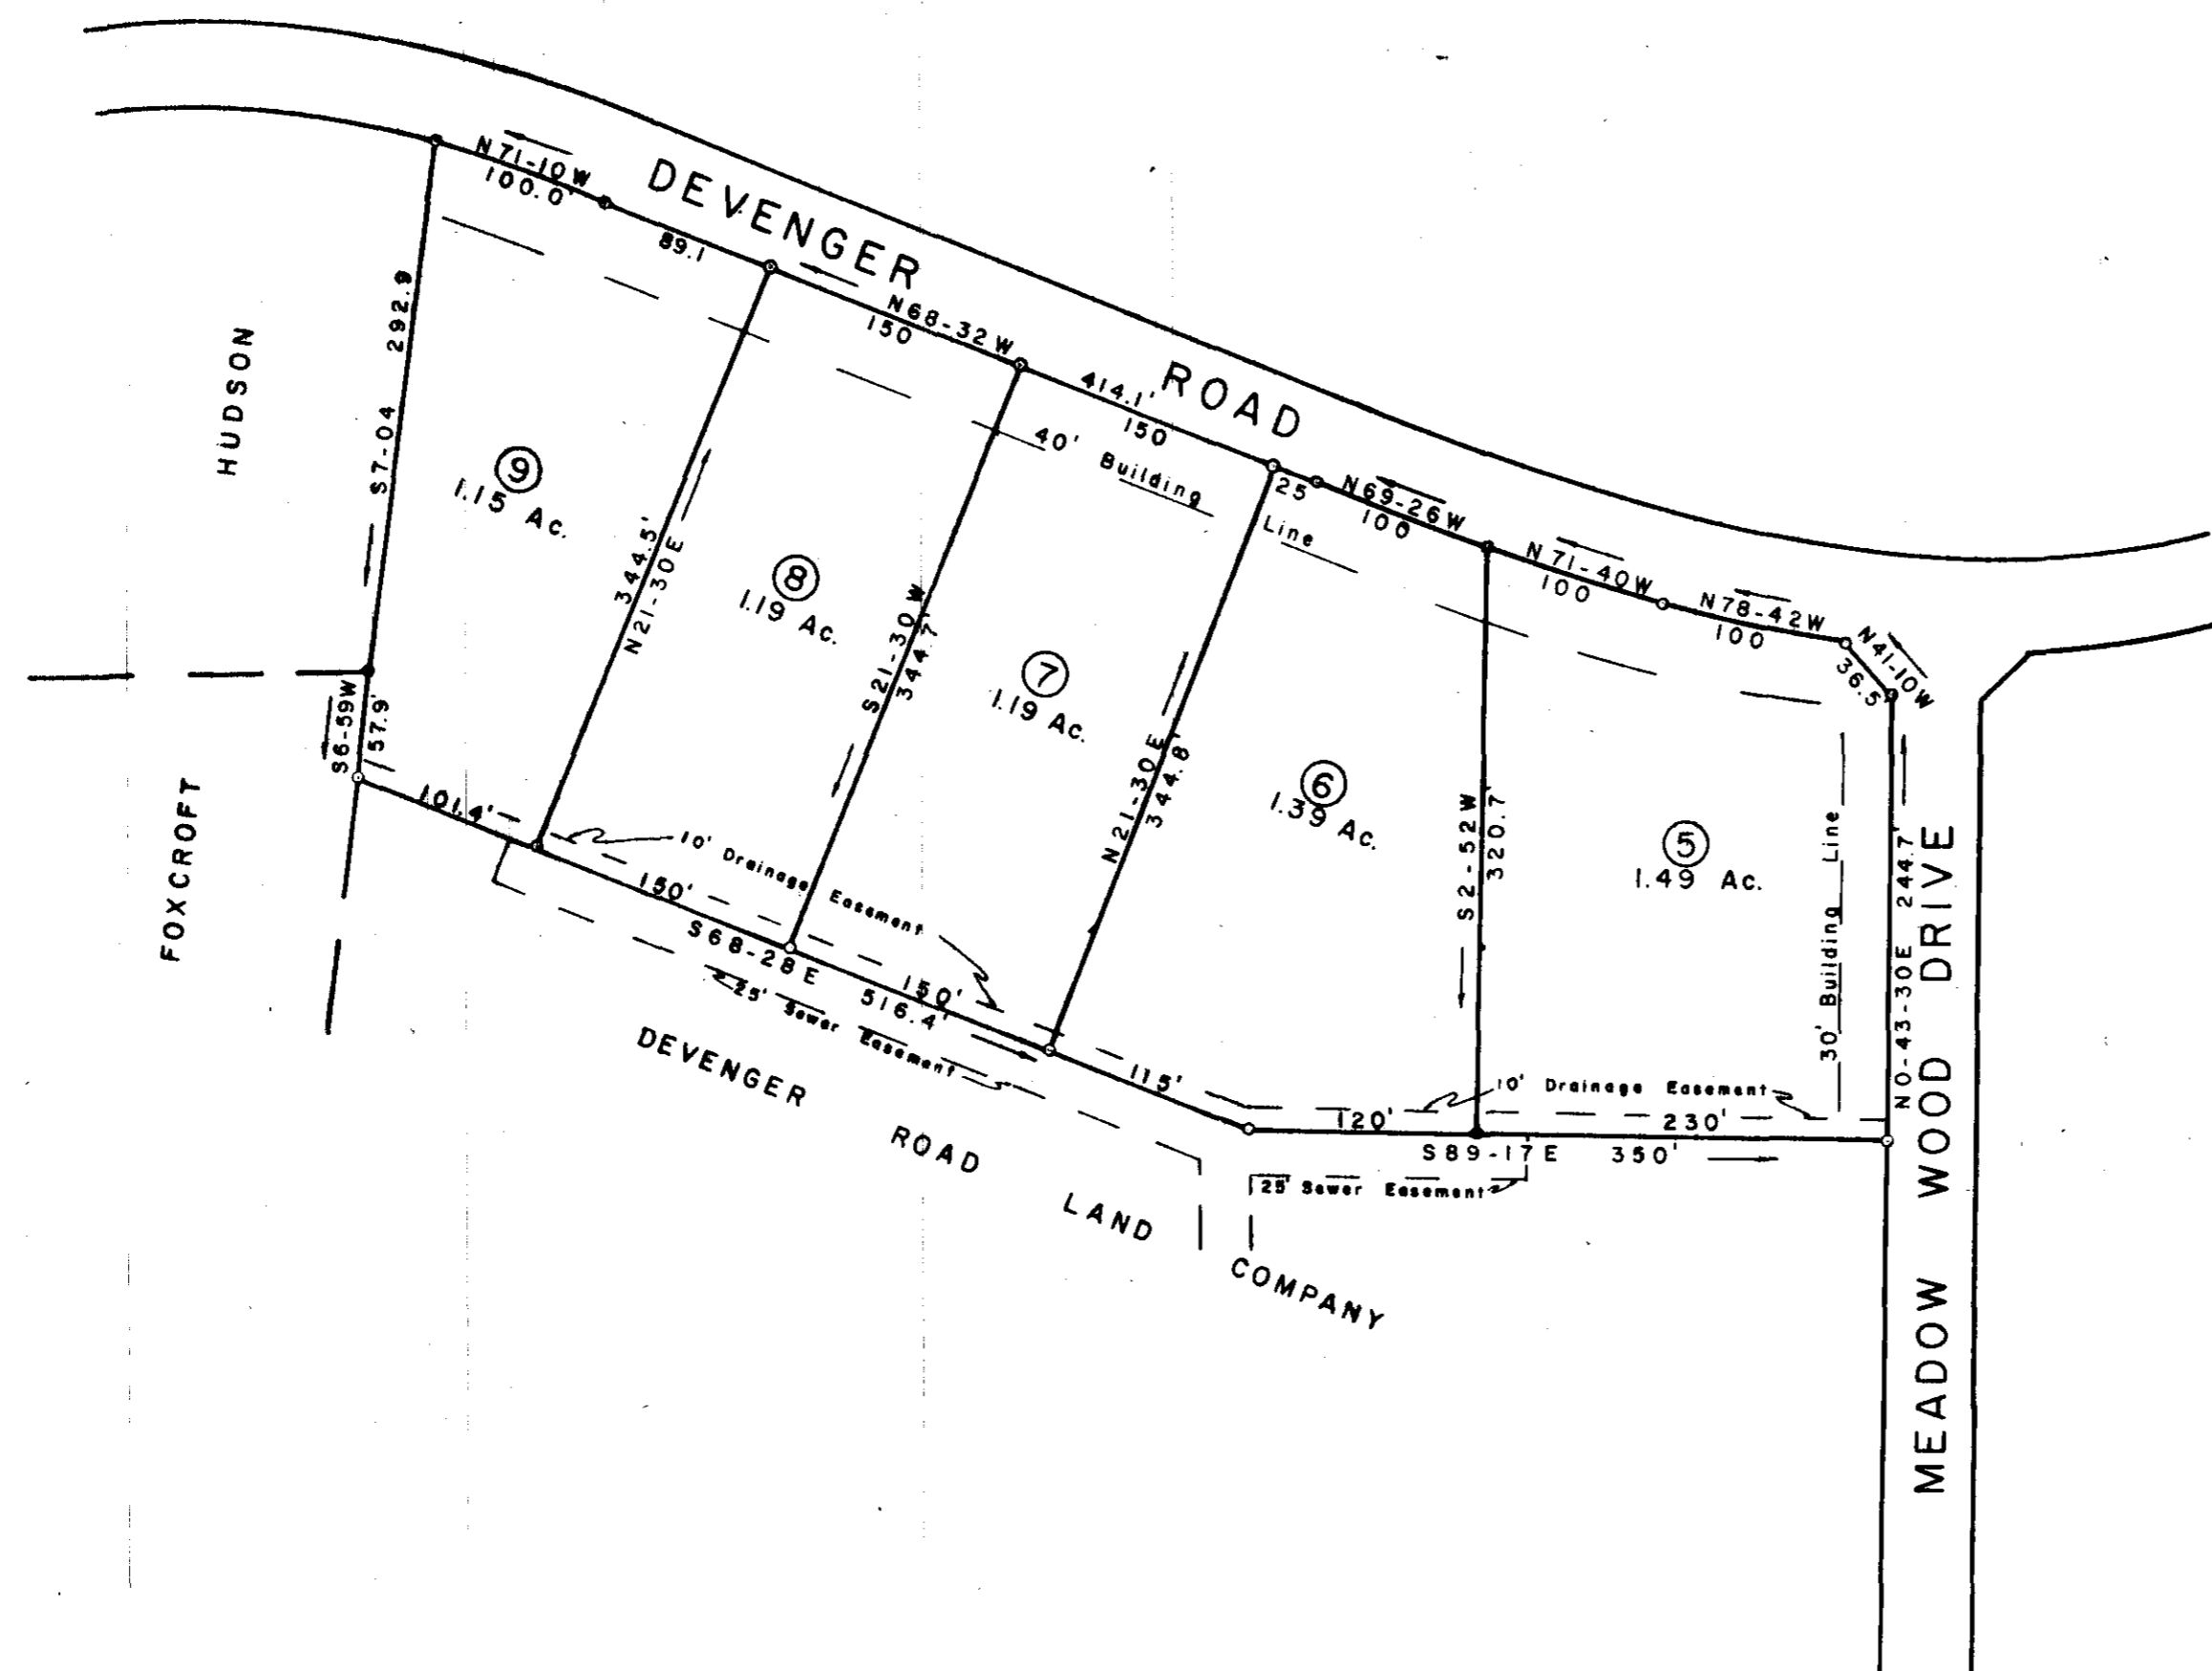 DEVENGER ROAD
N71-10W
100.0'
89.1
N68-32W
150
414.1'
150
25
N69-26W
100
N71-40W
100
N78-42W
100
N41-10W
36.5
HUDSON
S7-04 292.9
9
1.15 Ac.
344.5'
N21-30E
8
1.19 Ac.
S21-30W
344.7'
7
1.19 Ac.
40' Building Line
N21-30E
344.8'
6
1.39 Ac.
S2-52W
320.7'
5
1.49 Ac.
30' Building Line
N0-43-30E 244.7'
MEADOW WOOD DRIVE
S6-59W
57.9'
FOXCROFT
101.4'
10' Drainage Easement
150'
S68-28E
516.4'
150'
25' Sewer Easement
115'
10' Drainage Easement
120'
230'
S89-17E 350'
25' Sewer Easement
DEVENGER ROAD LAND COMPANY